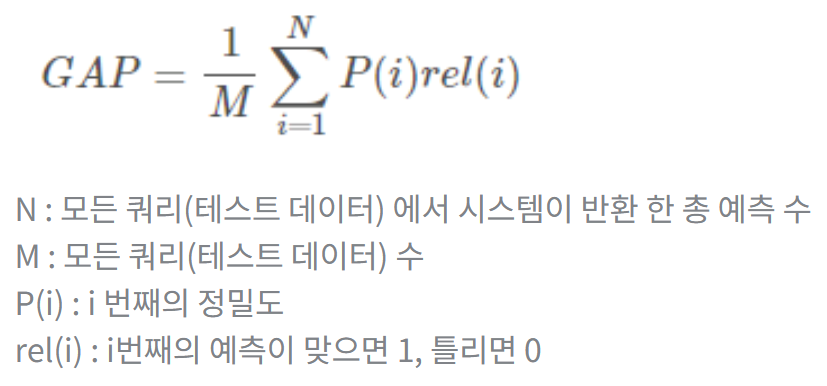 GAP = \frac{1}{M} \sum_{i=1}^{N} P(i)rel(i)
N : 모든 쿼리(테스트 데이터) 에서 시스템이 반환 한 총 예측 수
M : 모든 쿼리(테스트 데이터) 수
P(i) : i 번째의 정밀도
rel(i) : i번째의 예측이 맞으면 1, 틀리면 0